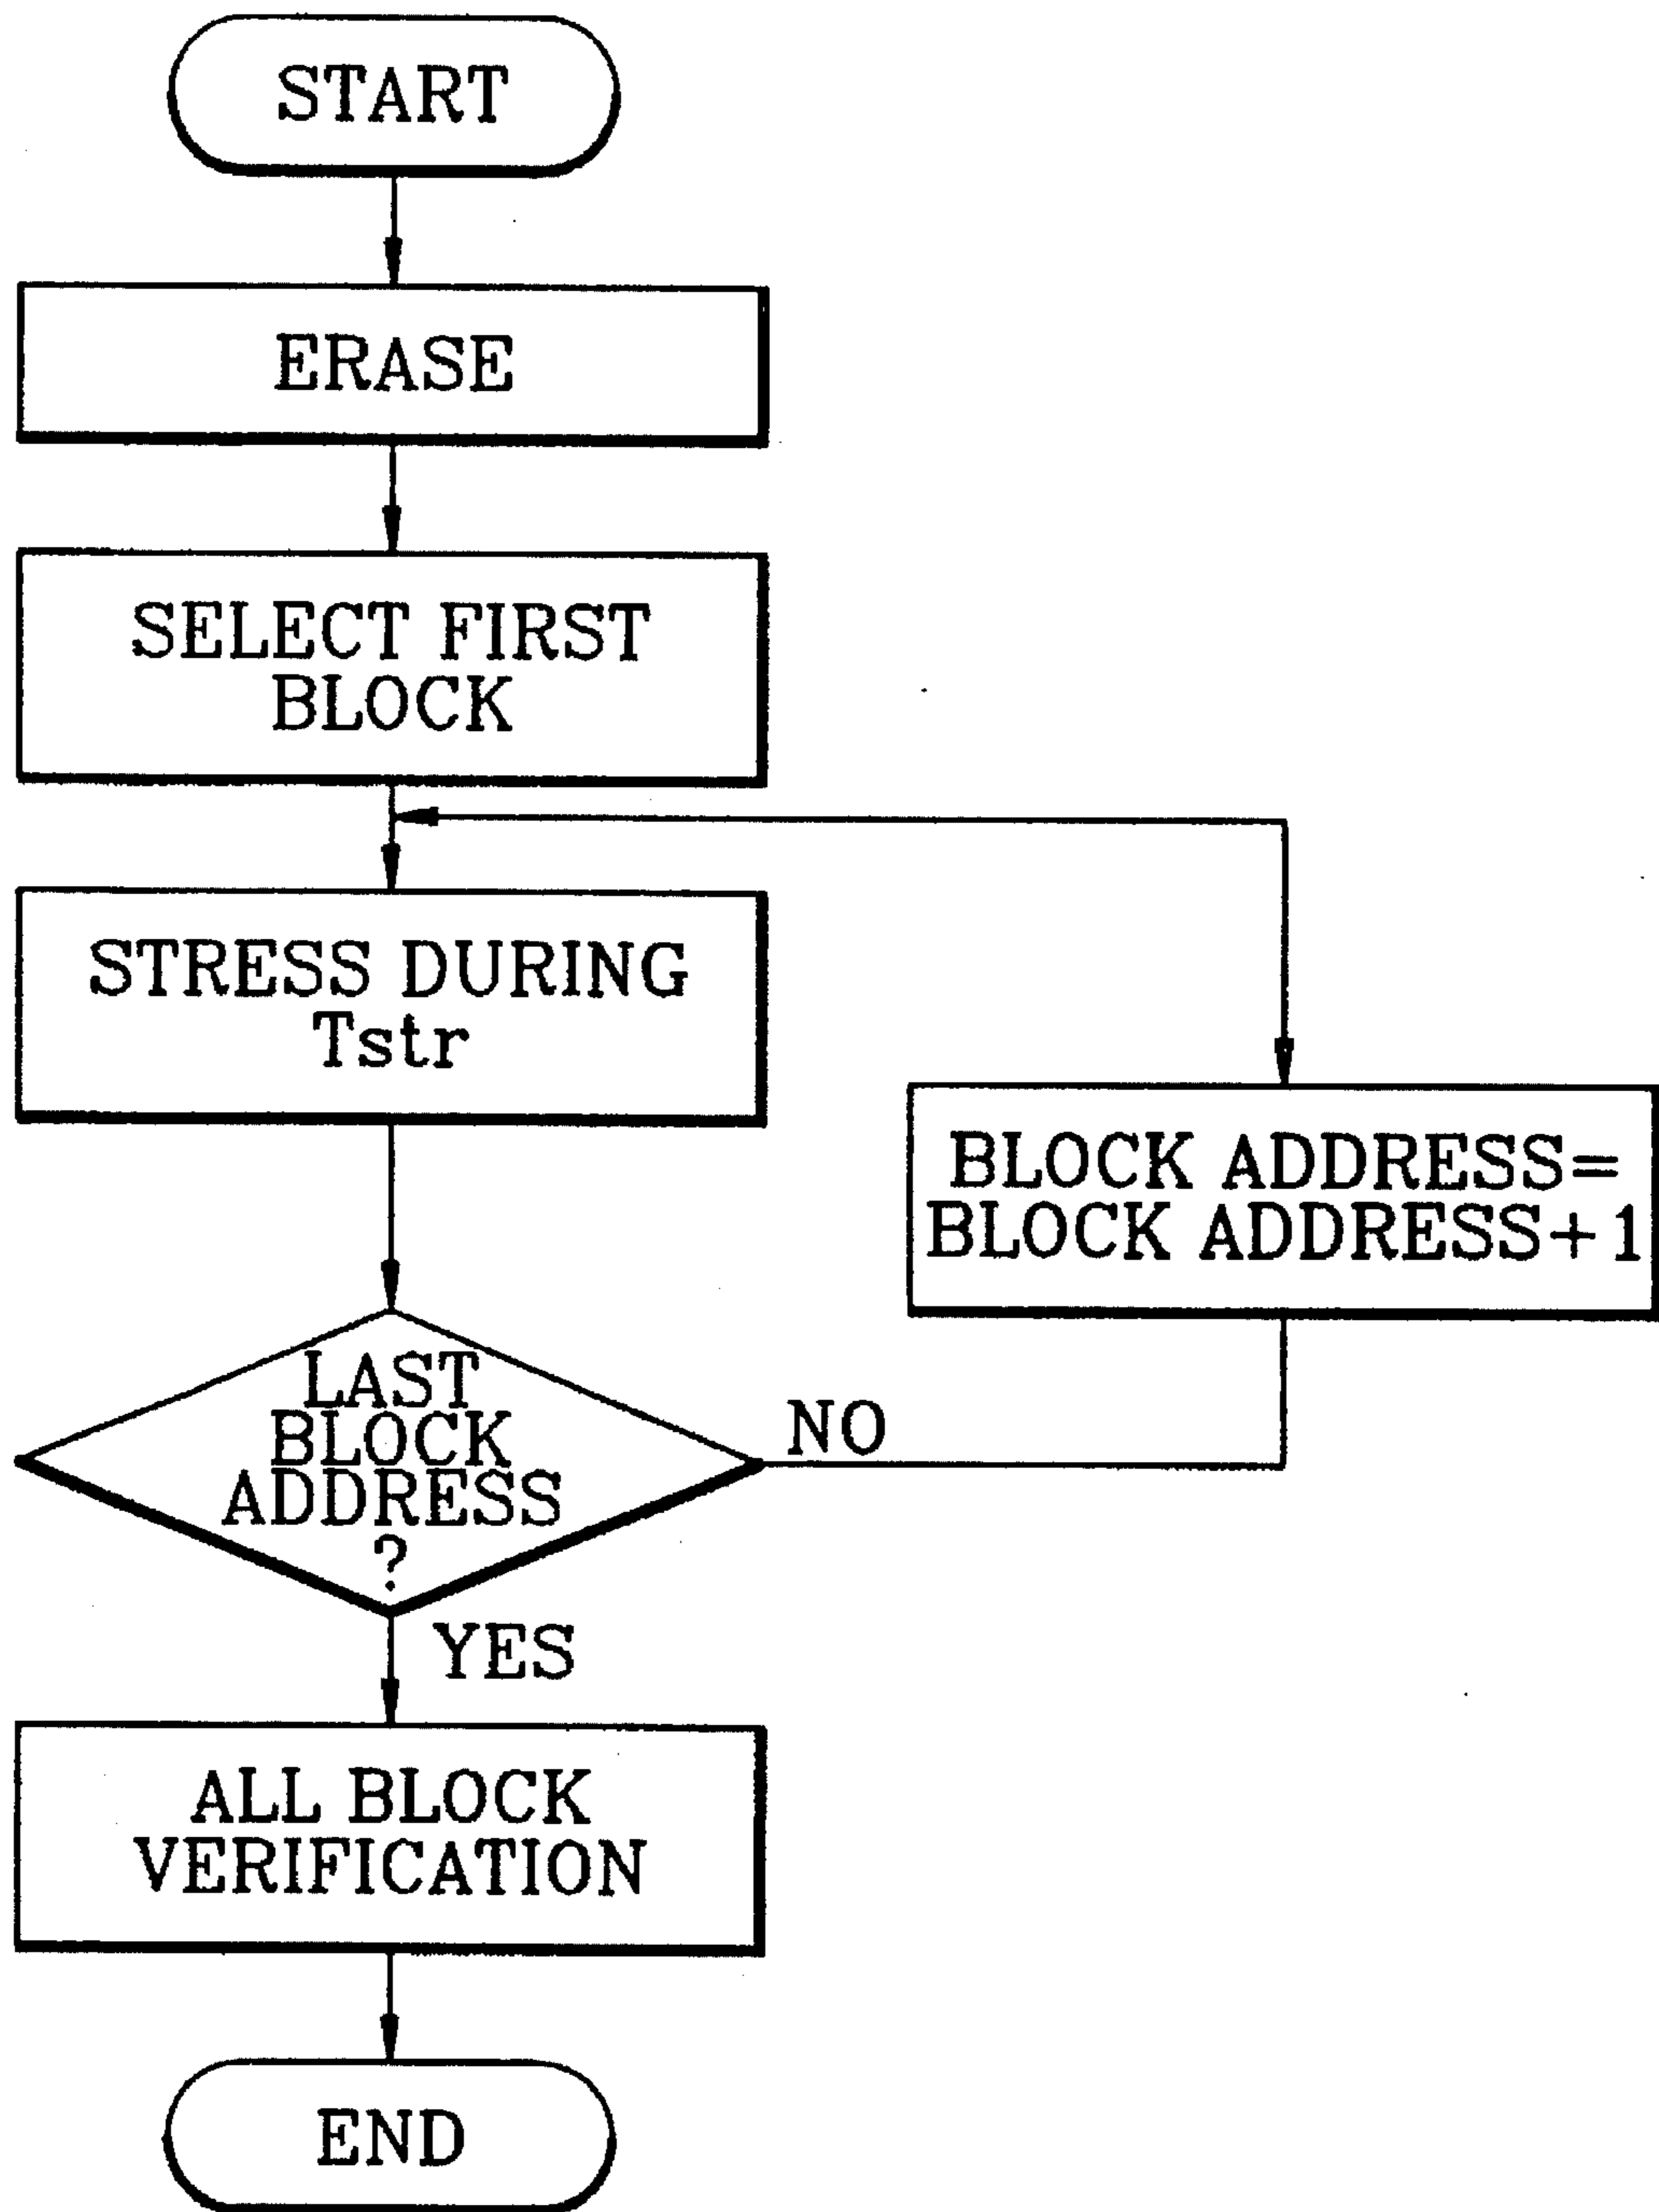 START
ERASE
SELECT FIRST
BLOCK
STRESS DURING
Tstr
BLOCK ADDRESS=
BLOCK ADDRESS+1
LAST
BLOCK
ADDRESS
?
NO
YES
ALL BLOCK
VERIFICATION
END